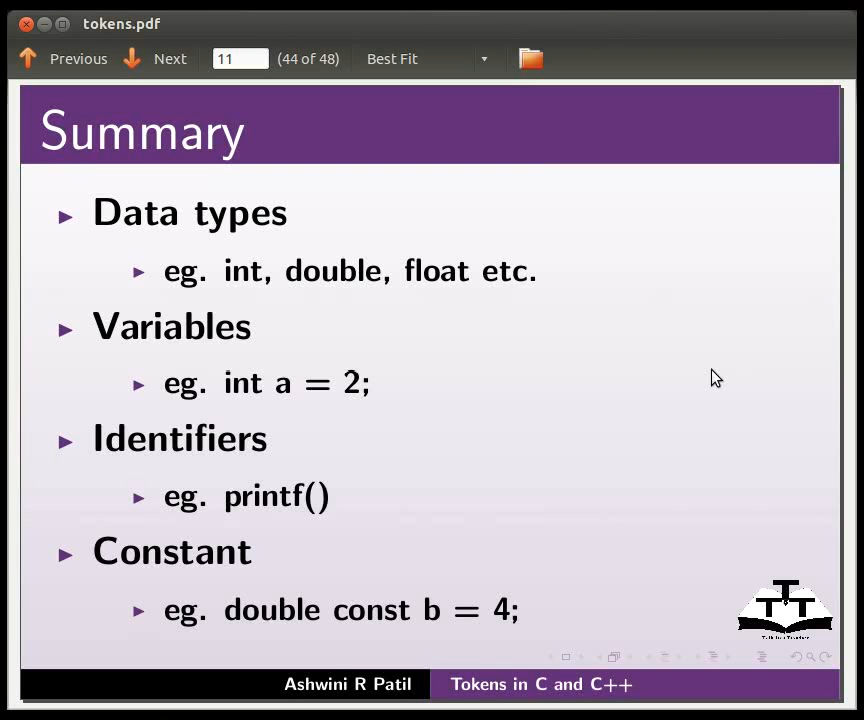 tokens.pdf
Previous Next 11 (44 of 48) Best Fit
Summary
Data types
eg. int, double, float etc.
Variables
eg. int a = 2;
Identifiers
eg. printf()
Constant
eg. double const b = 4;
TTT
Ashwini R Patil Tokens in C and C++